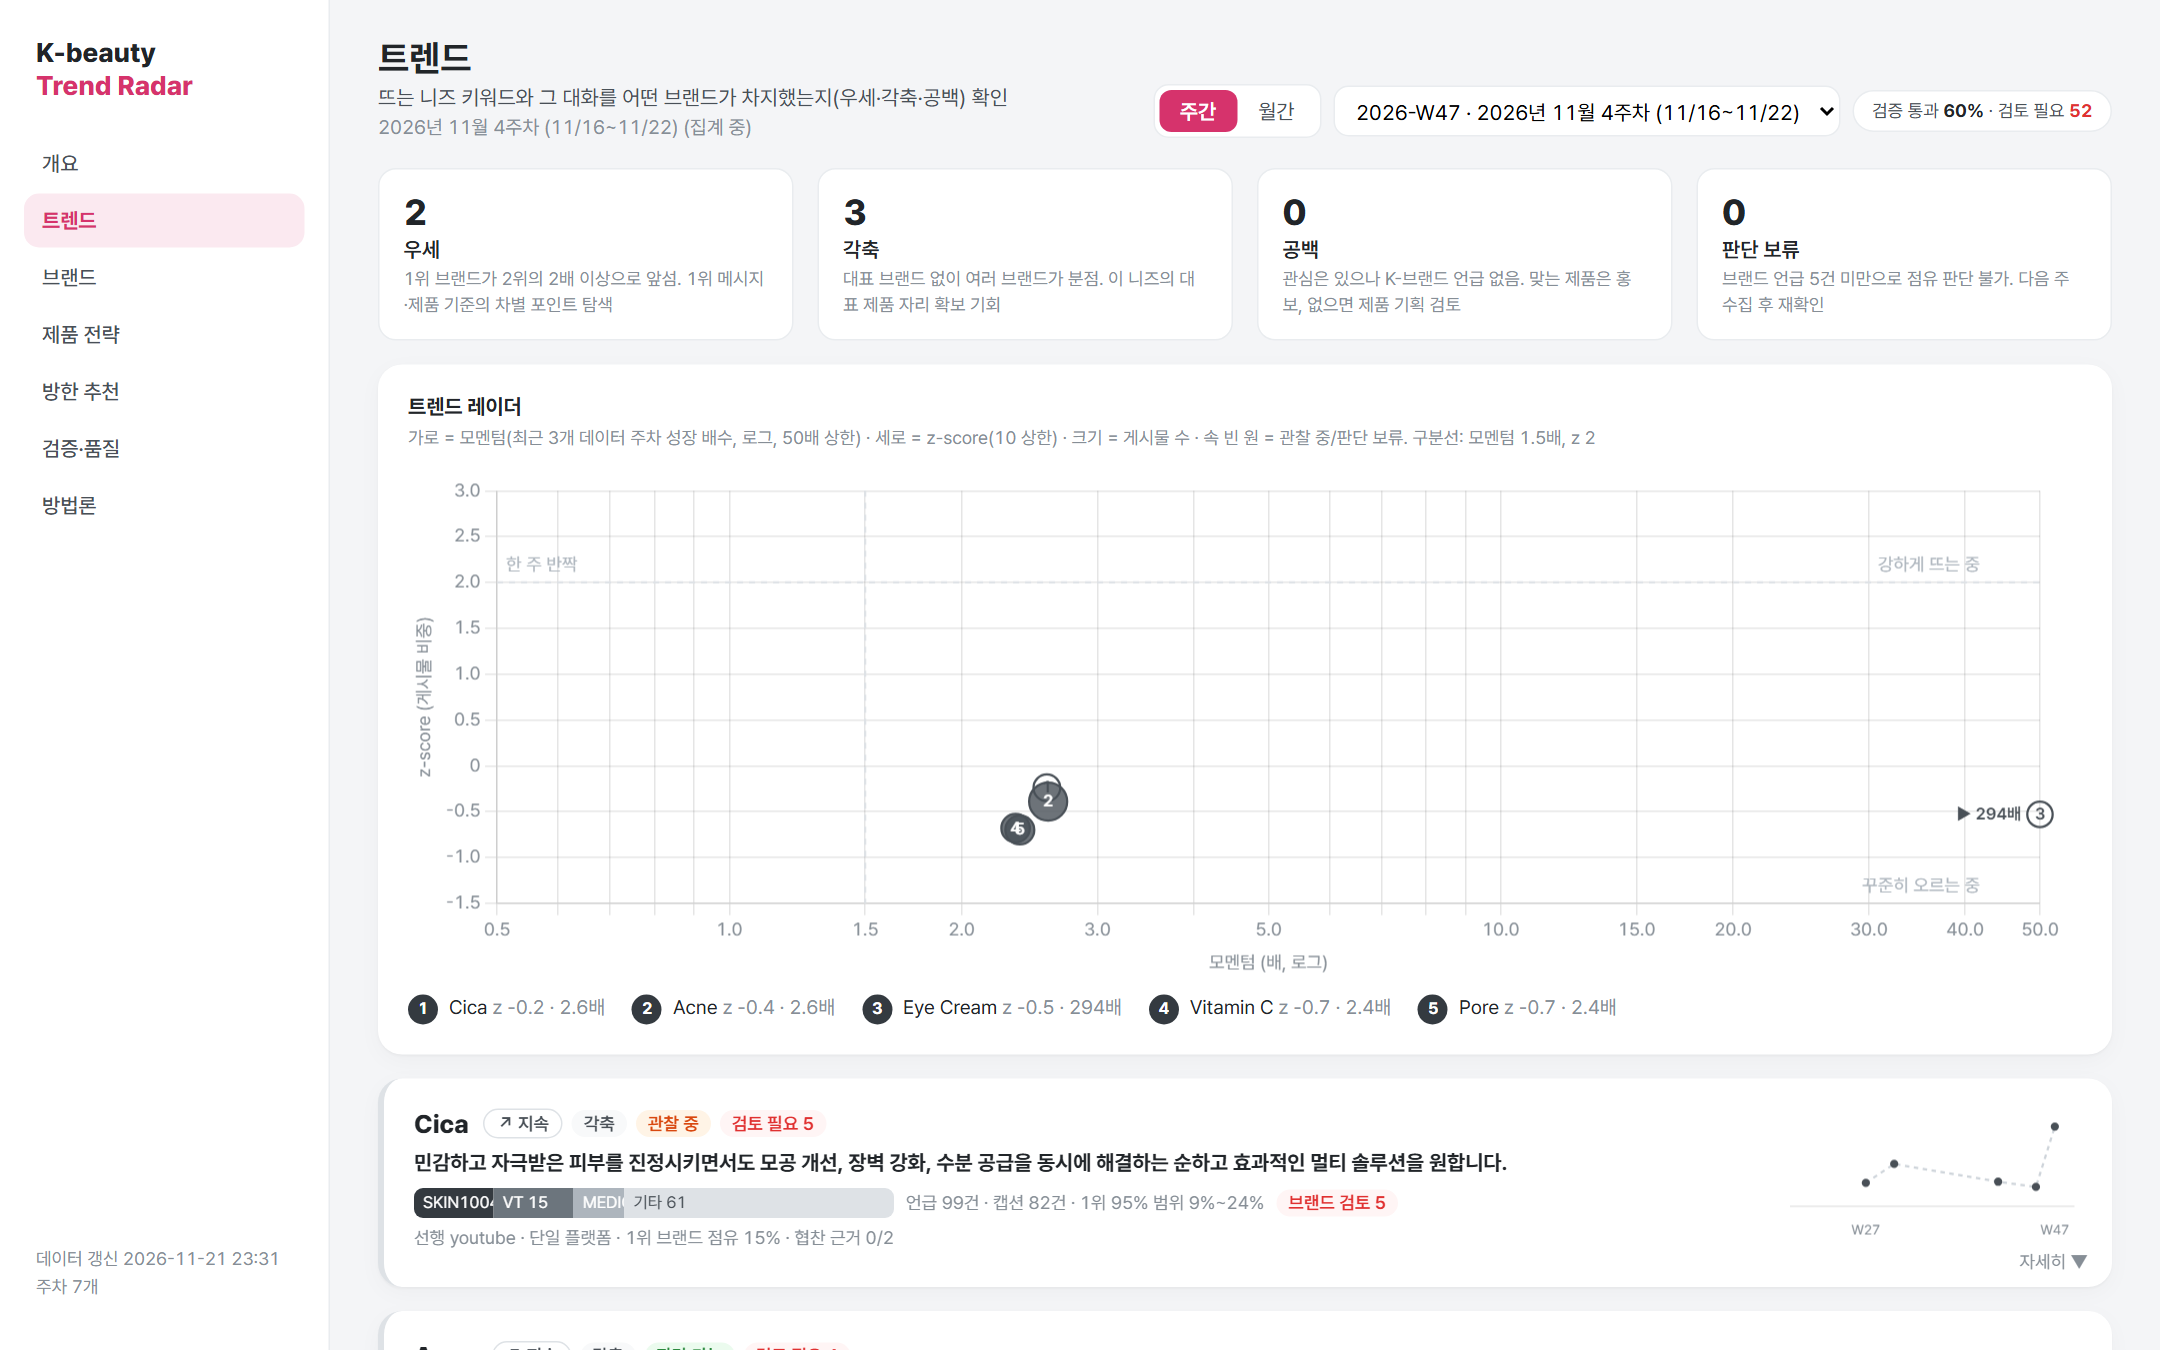 K-beauty
Trend Radar
개요
트렌드
브랜드
제품 전략
방한 추천
검증·품질
방법론
데이터 갱신 2026-11-21 23:31
주차 7개
트렌드
뜨는 니즈 키워드와 그 대화를 어떤 브랜드가 차지했는지(우세·각축·공백) 확인
2026년 11월 4주차 (11/16~11/22) (집계 중)
주간 월간 2026-W47 · 2026년 11월 4주차 (11/16~11/22) 검증 통과 60% · 검토 필요 52
2
우세
1위 브랜드가 2위의 2배 이상으로 앞섬. 1위 메시지
·제품 기준의 차별 포인트 탐색
3
각축
대표 브랜드 없이 여러 브랜드가 분점. 이 니즈의 대
표 제품 자리 확보 기회
0
공백
관심은 있으나 K-브랜드 언급 없음. 맞는 제품은 홍
보, 없으면 제품 기획 검토
0
판단 보류
브랜드 언급 5건 미만으로 점유 판단 불가. 다음 주
수집 후 재확인
트렌드 레이더
가로 = 모멘텀(최근 3개 데이터 주차 성장 배수, 로그, 50배 상한) · 세로 = z-score(10 상한) · 크기 = 게시물 수 · 속 빈 원 = 관찰 중/판단 보류. 구분선: 모멘텀 1.5배, z 2
z-score (게시물 비중)
3.0
2.5
한 주 반짝 강하게 뜨는 중
2.0
1.5
1.0
0.5
0
2
-0.5 ▶ 294배 3
4 5
-1.0
꾸준히 오르는 중
-1.5
0.5 1.0 1.5 2.0 3.0 5.0 10.0 15.0 20.0 30.0 40.0 50.0
모멘텀 (배, 로그)
1 Cica z -0.2 · 2.6배 2 Acne z -0.4 · 2.6배 3 Eye Cream z -0.5 · 294배 4 Vitamin C z -0.7 · 2.4배 5 Pore z -0.7 · 2.4배
Cica ↗ 지속 각축 관찰 중 검토 필요 5
민감하고 자극받은 피부를 진정시키면서도 모공 개선, 장벽 강화, 수분 공급을 동시에 해결하는 순하고 효과적인 멀티 솔루션을 원합니다.
SKIN1004 VT 15 MEDI 기타 61 언급 99건 · 캡션 82건 · 1위 95% 범위 9%~24% 브랜드 검토 5
선행 youtube · 단일 플랫폼 · 1위 브랜드 점유 15% · 협찬 근거 0/2
W27 W47
자세히 ▼